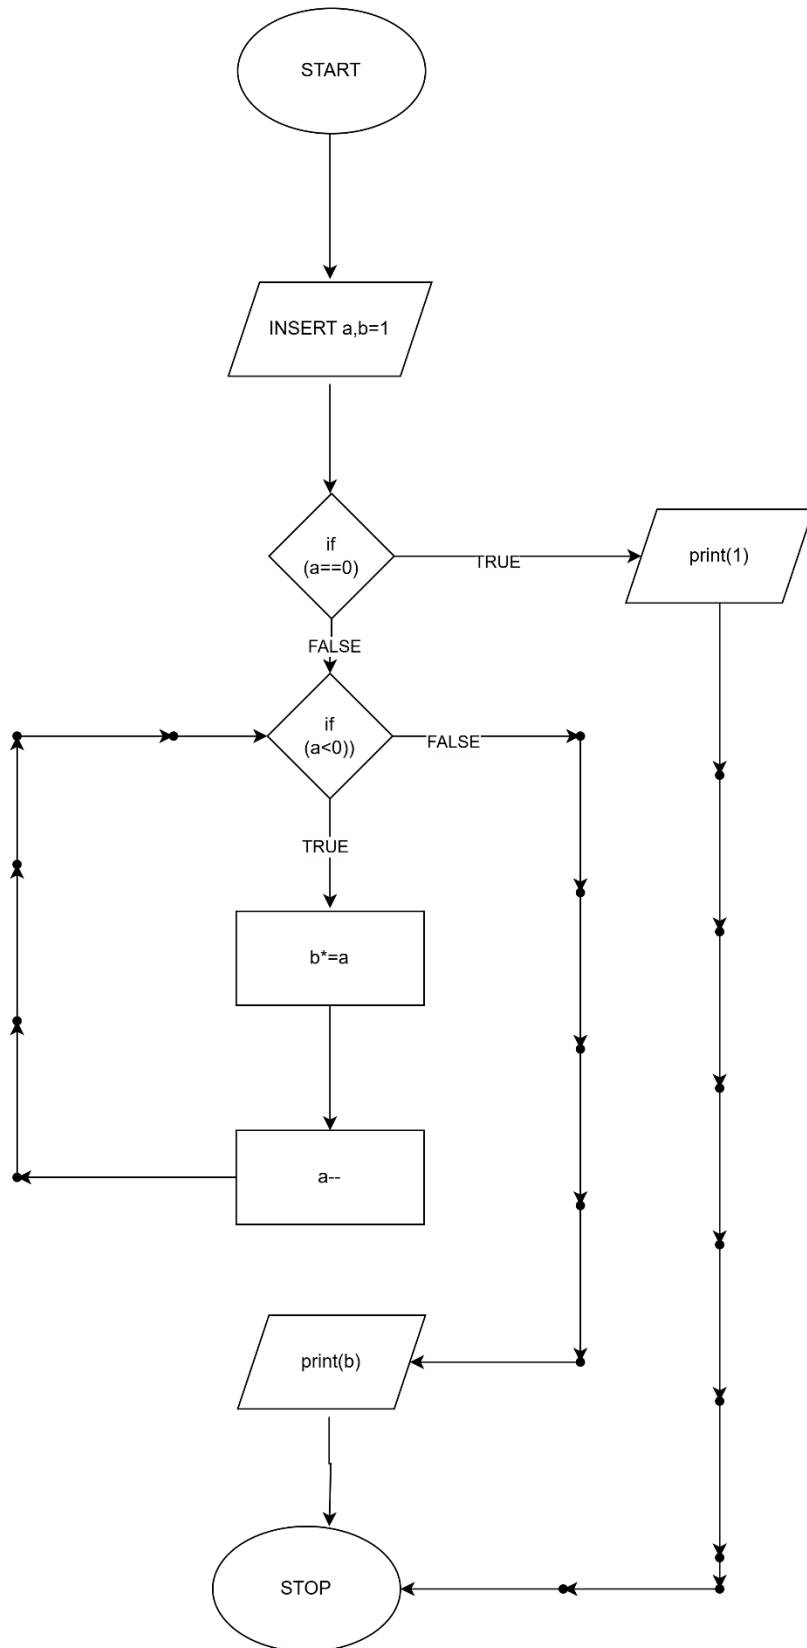 START
INSERT a,b=1
if
(a==0)
TRUE
print(1)
FALSE
if
(a<0))
FALSE
TRUE
b*=a
a--
print(b)
STOP